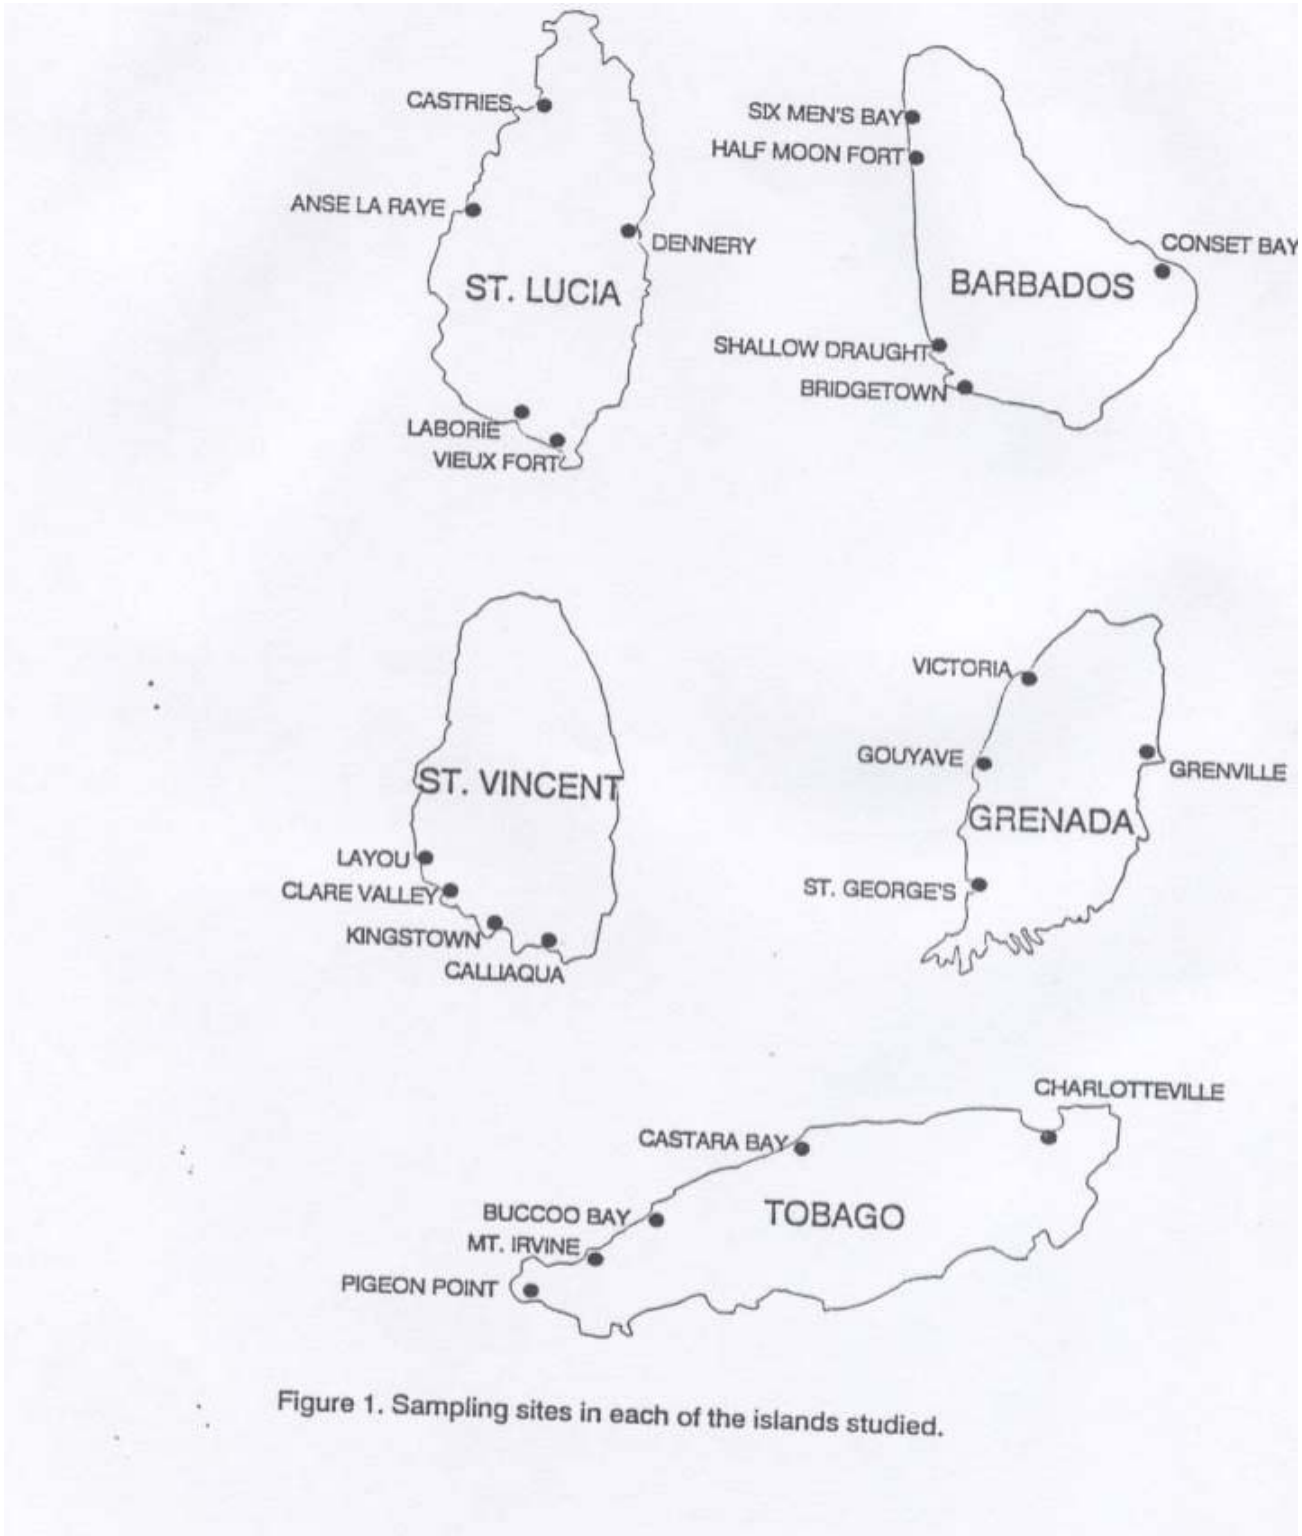 CASTRIES
ANSE LA RAYE
DENNERY
ST. LUCIA
LABORIE
VIEUX FORT
SIX MEN'S BAY
HALF MOON FORT
CONSET BAY
BARBADOS
SHALLOW DRAUGHT
BRIDGETOWN
ST. VINCENT
LAYOU
CLARE VALLEY
KINGSTOWN
CALLIAQUA
VICTORIA
GOUYAVE
GRENVILLE
GRENADA
ST. GEORGE'S
CHARLOTTEVILLE
CASTARA BAY
BUCCOO BAY
TOBAGO
MT. IRVINE
PIGEON POINT
Figure 1. Sampling sites in each of the islands studied.